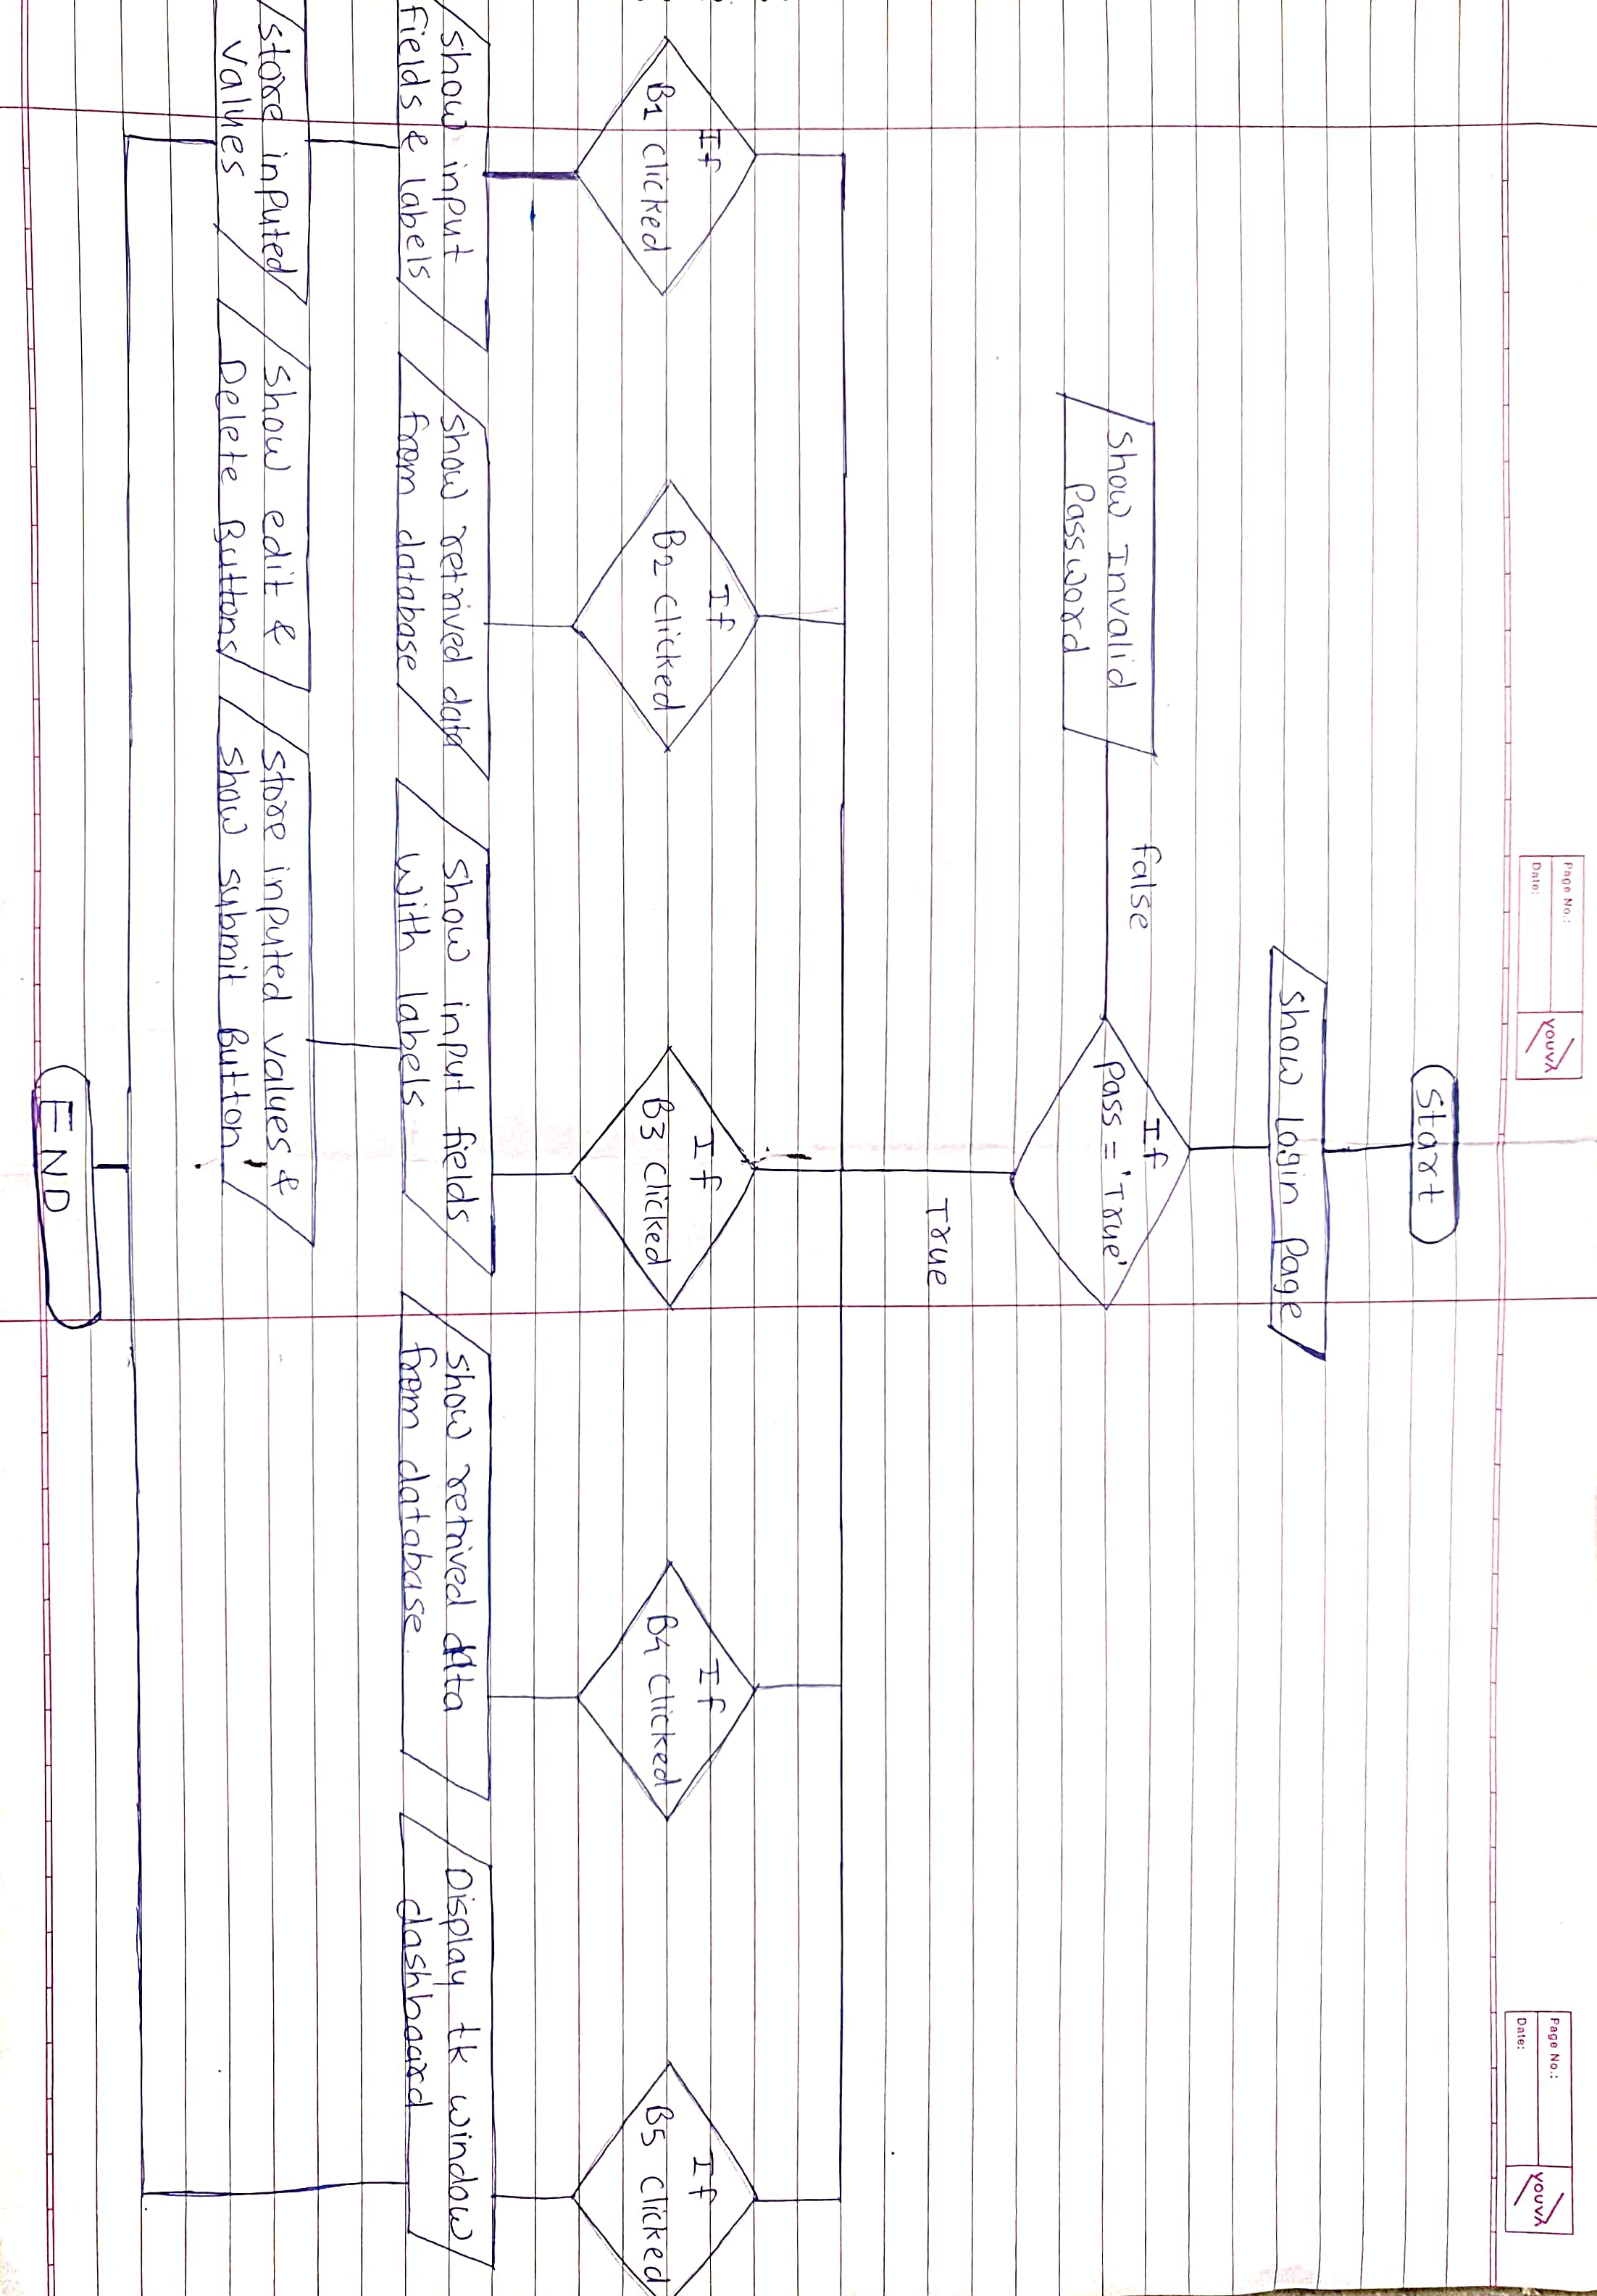 Page No.:
Date:
YOUVA
Page No.:
Date:
YOUVA
Start
Show login Page
If
Pass = 'True'
false
Show Invalid
Password
True
If
B1 clicked
If
B2 clicked
If
B3 clicked
If
B4 clicked
If
B5 clicked
Show input
fields & labels
Show retrived data
from database
Show input fields
With labels
Show retrived data
from database.
Display tk window
dashboard
Store inputed
values
Show edit &
Delete Buttons
Store inputed values &
Show submit Button
END